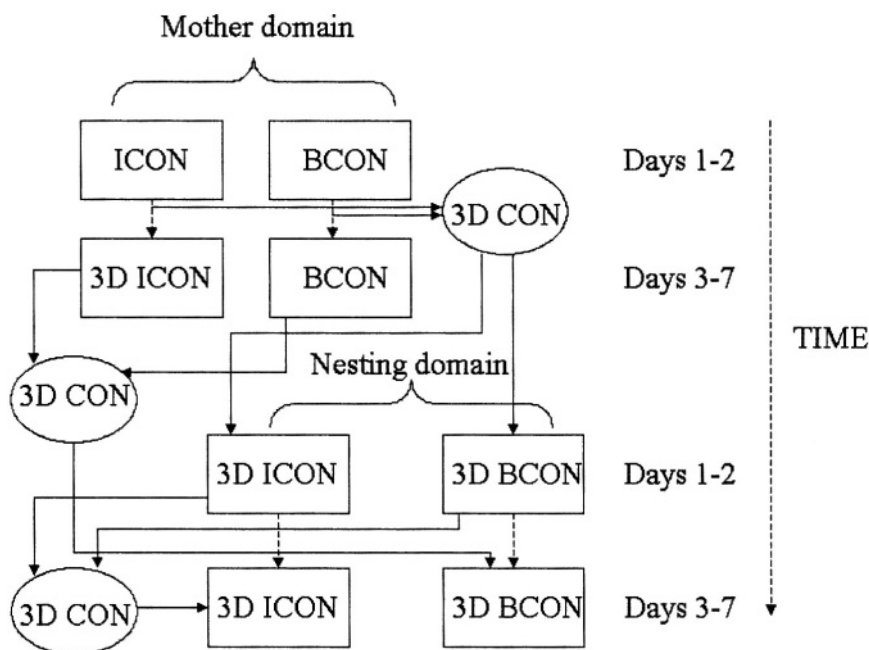 Mother domain
ICON
BCON
Days 1-2
3D CON
3D ICON
BCON
Days 3-7
TIME
3D CON
Nesting domain
3D ICON
3D BCON
Days 1-2
3D CON
3D ICON
3D BCON
Days 3-7